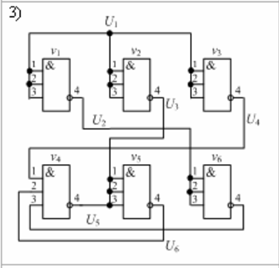 3)
U₁
v₁ v₂ v₃
1 & 1 & 1 &
2 2 2
3 4 3 4 3 4
U₃
U₂ U₄
v₄ v₅ v₆
1 & 1 & 1 &
2 2 2
3 4 3 4 3 4
U₅
U₆